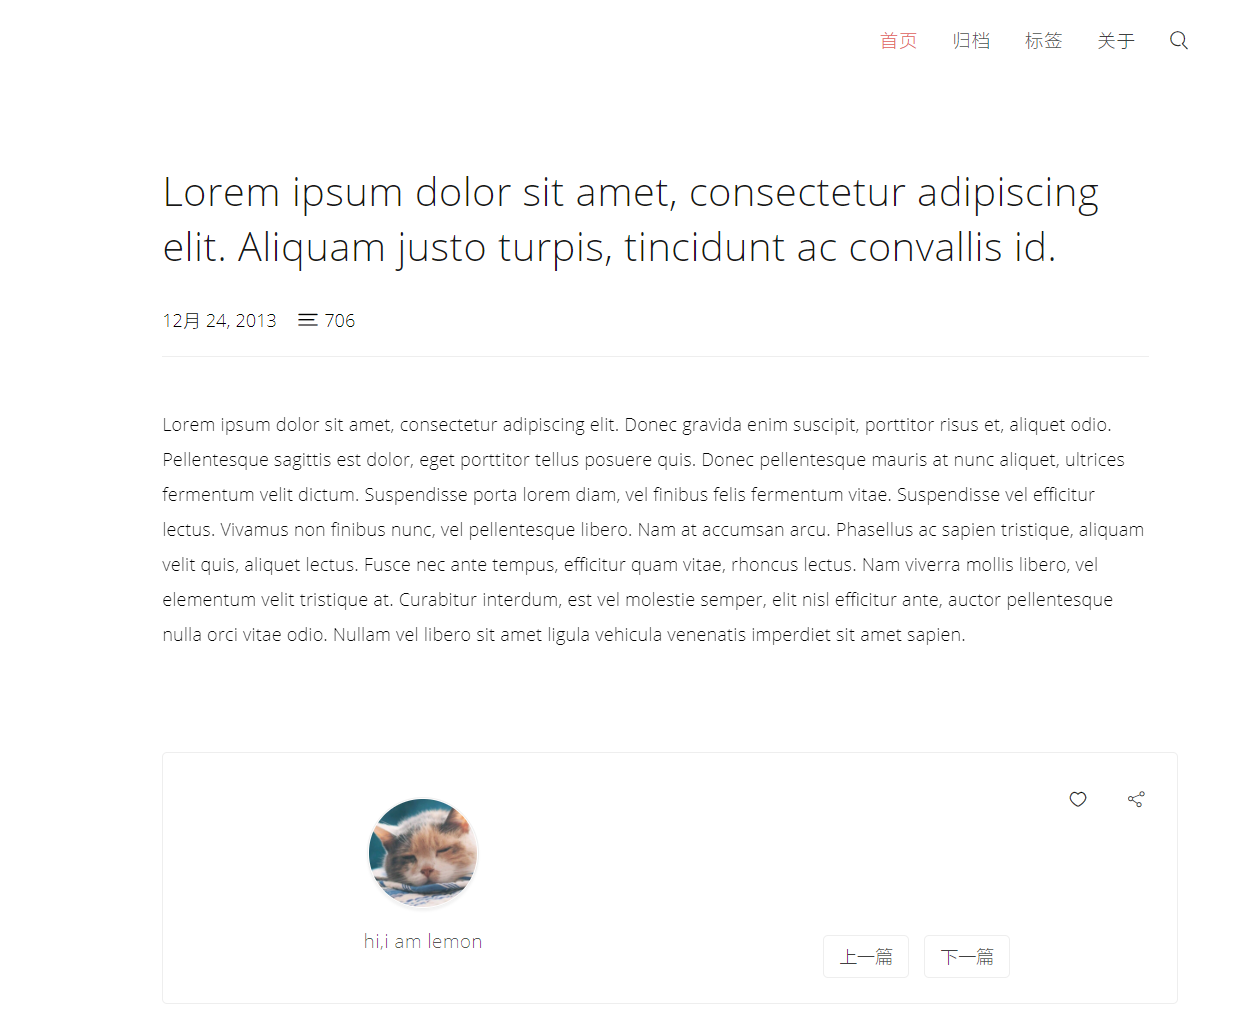 首页 归档 标签 关于
Lorem ipsum dolor sit amet, consectetur adipiscing
elit. Aliquam justo turpis, tincidunt ac convallis id.
12月 24, 2013 706
Lorem ipsum dolor sit amet, consectetur adipiscing elit. Donec gravida enim suscipit, porttitor risus et, aliquet odio.
Pellentesque sagittis est dolor, eget porttitor tellus posuere quis. Donec pellentesque mauris at nunc aliquet, ultrices
fermentum velit dictum. Suspendisse porta lorem diam, vel finibus felis fermentum vitae. Suspendisse vel efficitur
lectus. Vivamus non finibus nunc, vel pellentesque libero. Nam at accumsan arcu. Phasellus ac sapien tristique, aliquam
velit quis, aliquet lectus. Fusce nec ante tempus, efficitur quam vitae, rhoncus lectus. Nam viverra mollis libero, vel
elementum velit tristique at. Curabitur interdum, est vel molestie semper, elit nisl efficitur ante, auctor pellentesque
nulla orci vitae odio. Nullam vel libero sit amet ligula vehicula venenatis imperdiet sit amet sapien.
hi,i am lemon
上一篇 下一篇